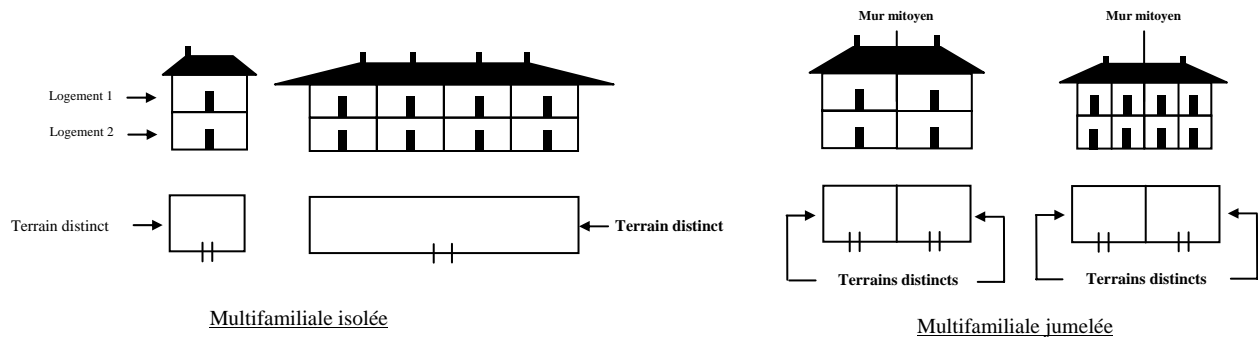 Mur mitoyen
Mur mitoyen
Logement 1
Logement 2
Terrain distinct
Terrain distinct
Terrains distincts
Terrains distincts
Multifamiliale isolée
Multifamiliale jumelée